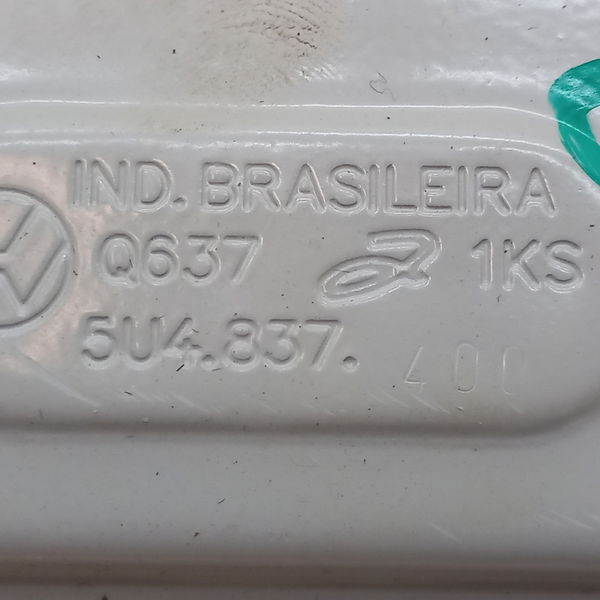 IND. BRASILEIRA
Q637 1KS
5U4.837. 400